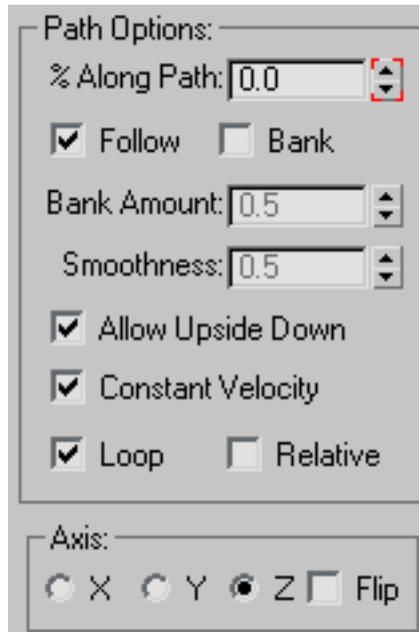 Path Options:
% Along Path: 0.0
Follow Bank
Bank Amount: 0.5
Smoothness: 0.5
Allow Upside Down
Constant Velocity
Loop Relative
Axis:
X Y Z Flip